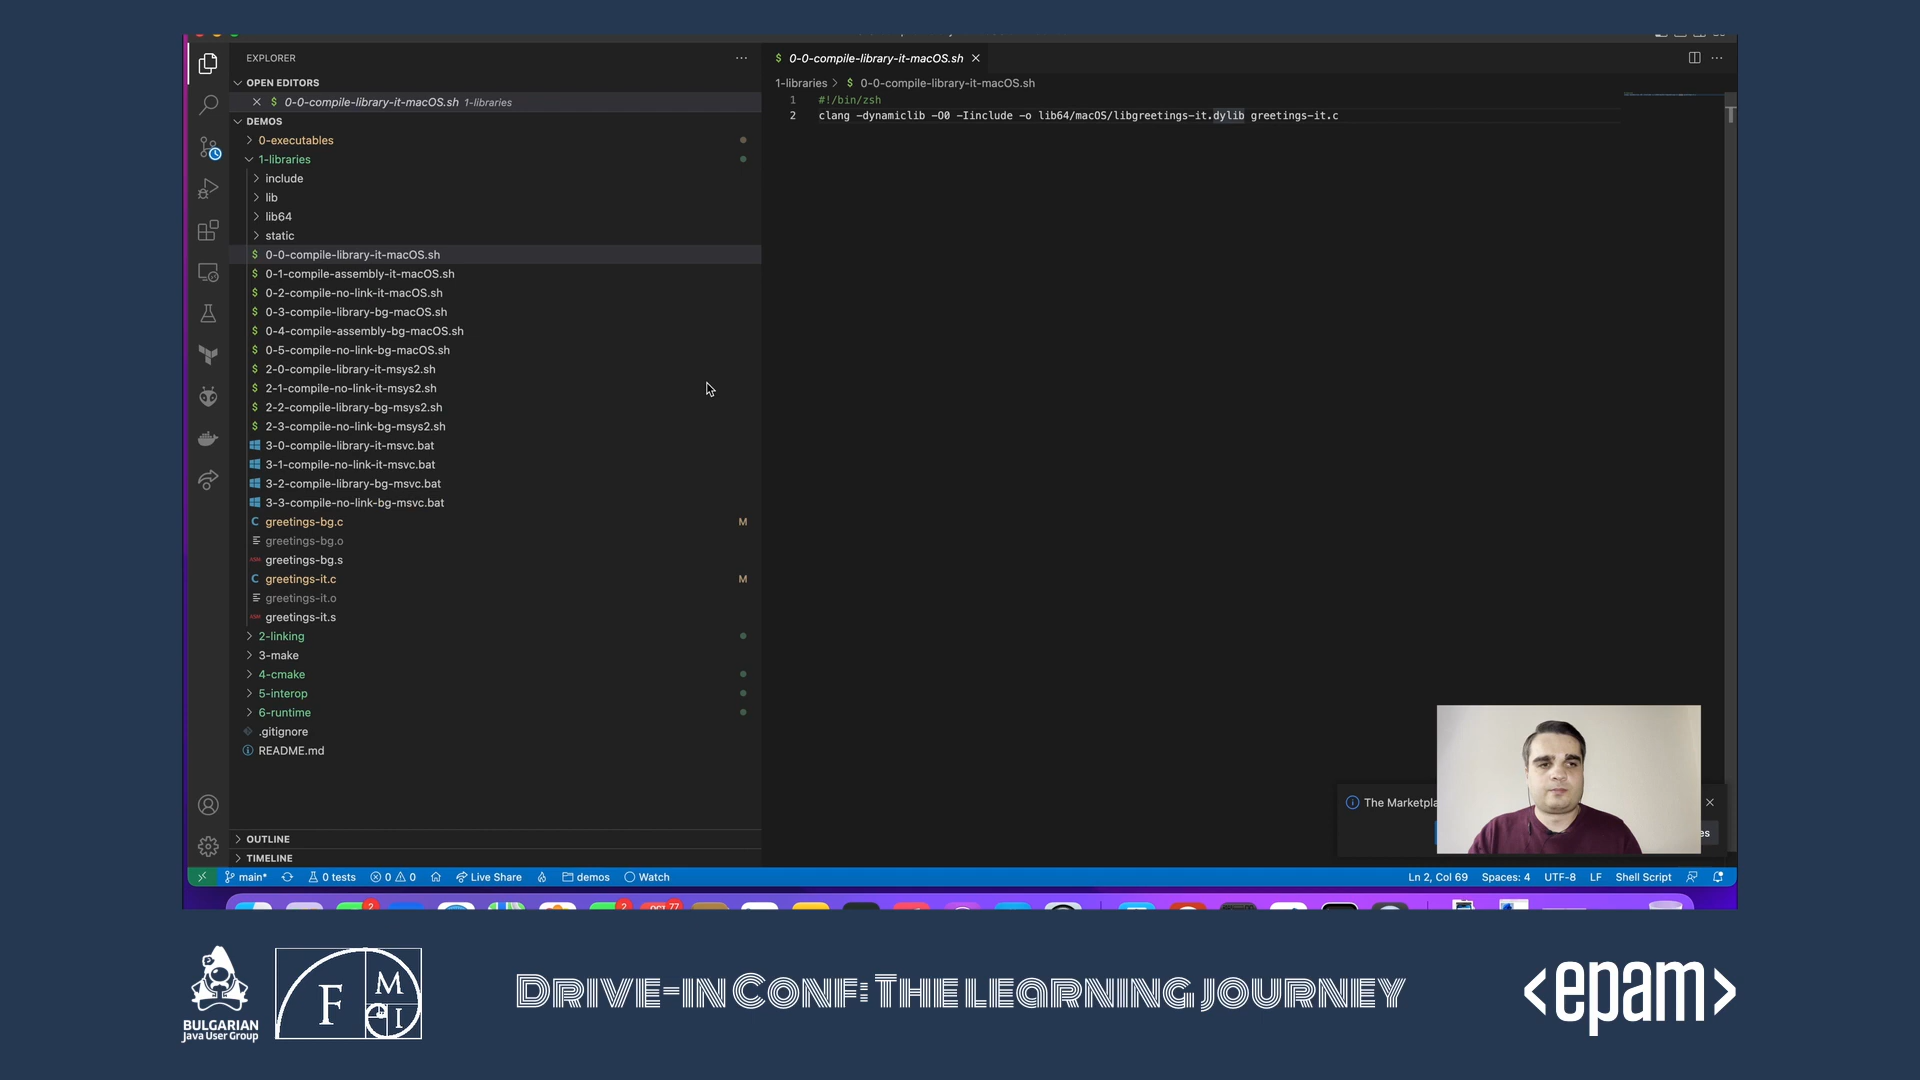 EXPLORER
OPEN EDITORS
0-0-compile-library-it-macOS.sh 1-libraries
DEMOS
0-executables
1-libraries
include
lib
lib64
static
0-0-compile-library-it-macOS.sh
0-1-compile-assembly-it-macOS.sh
0-2-compile-no-link-it-macOS.sh
0-3-compile-library-bg-macOS.sh
0-4-compile-assembly-bg-macOS.sh
0-5-compile-no-link-bg-macOS.sh
2-0-compile-library-it-msys2.sh
2-1-compile-no-link-it-msys2.sh
2-2-compile-library-bg-msys2.sh
2-3-compile-no-link-bg-msys2.sh
3-0-compile-library-it-msvc.bat
3-1-compile-no-link-it-msvc.bat
3-2-compile-library-bg-msvc.bat
3-3-compile-no-link-bg-msvc.bat
greetings-bg.c M
greetings-bg.o
greetings-bg.s
greetings-it.c M
greetings-it.o
greetings-it.s
2-linking
3-make
4-cmake
5-interop
6-runtime
.gitignore
README.md
OUTLINE
TIMELINE
$ 0-0-compile-library-it-macOS.sh
1-libraries > $ 0-0-compile-library-it-macOS.sh
1 #!/bin/zsh
2 clang -dynamiclib -O0 -Iinclude -o lib64/macOS/libgreetings-it.dylib greetings-it.c
The Marketpla
es
main* 0 tests 0 0 Live Share demos Watch
Ln 2, Col 69 Spaces: 4 UTF-8 LF Shell Script
2 2 77
BULGARIAN
Java User Group
F M I
DRIVE-IN CONF: THE LEARNING JOURNEY
<epam>